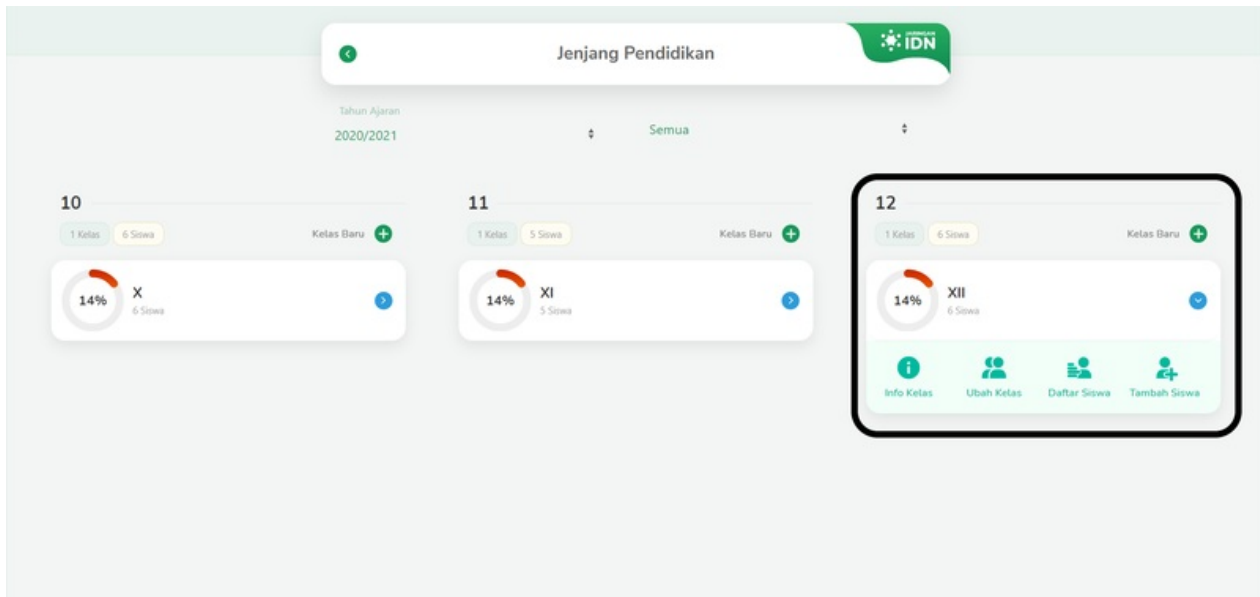 Jenjang Pendidikan
JARINGAN
IDN
Tahun Ajaran
2020/2021
Semua
10
1 Kelas
6 Siswa
Kelas Baru
14%
X
6 Siswa
11
1 Kelas
5 Siswa
Kelas Baru
14%
XI
5 Siswa
12
1 Kelas
6 Siswa
Kelas Baru
14%
XII
6 Siswa
Info Kelas
Ubah Kelas
Daftar Siswa
Tambah Siswa